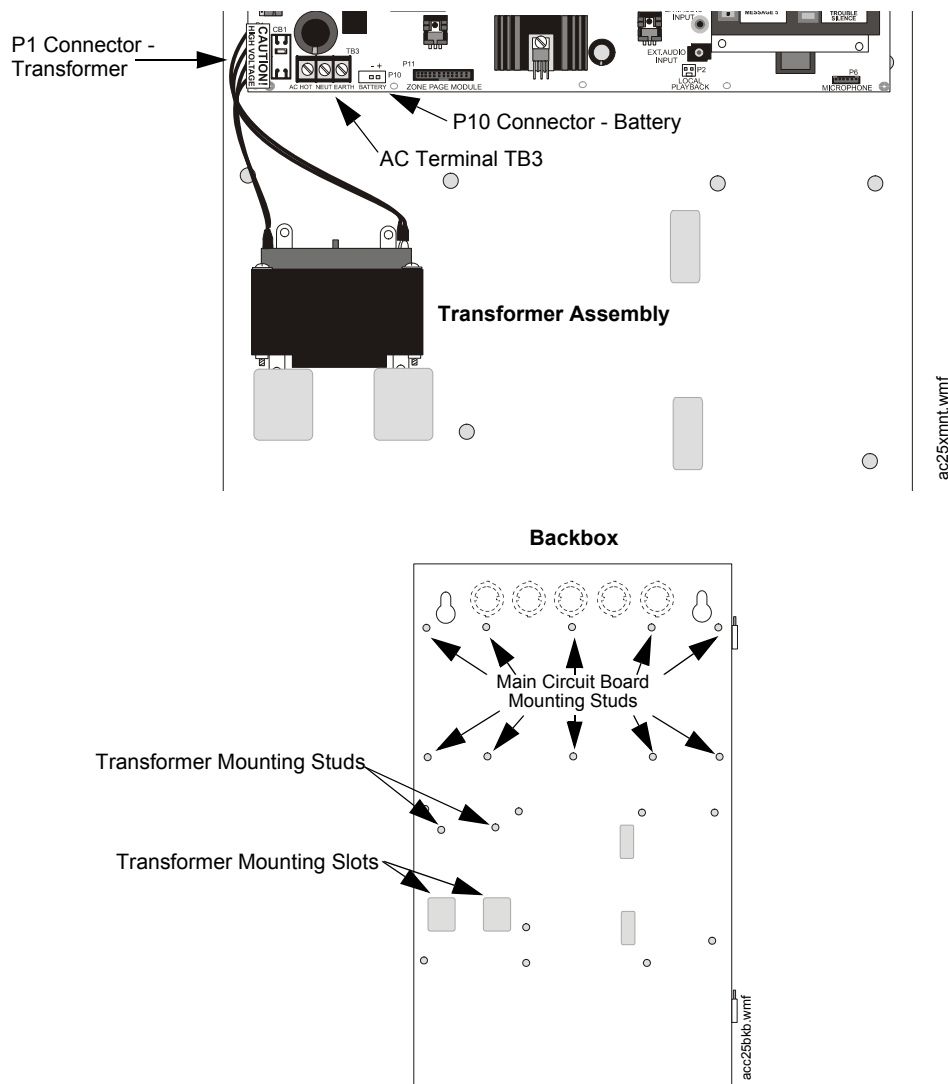 MESSAGE 5
TROUBLE
SILENCE
INPUT
P1 Connector -
Transformer
CAUTION!
HIGH VOLTAGE
CB1
TB3
- +
P10
P11
EXT.AUDIO
INPUT
P2
LOCAL
PLAYBACK
P6
AC HOT NEUT EARTH BATTERY
ZONE PAGE MODULE
MICROPHONE
P10 Connector - Battery
AC Terminal TB3
Transformer Assembly
ac25xmnt.wmf
Backbox
Main Circuit Board
Mounting Studs
Transformer Mounting Studs
Transformer Mounting Slots
acc25bkb.wmf